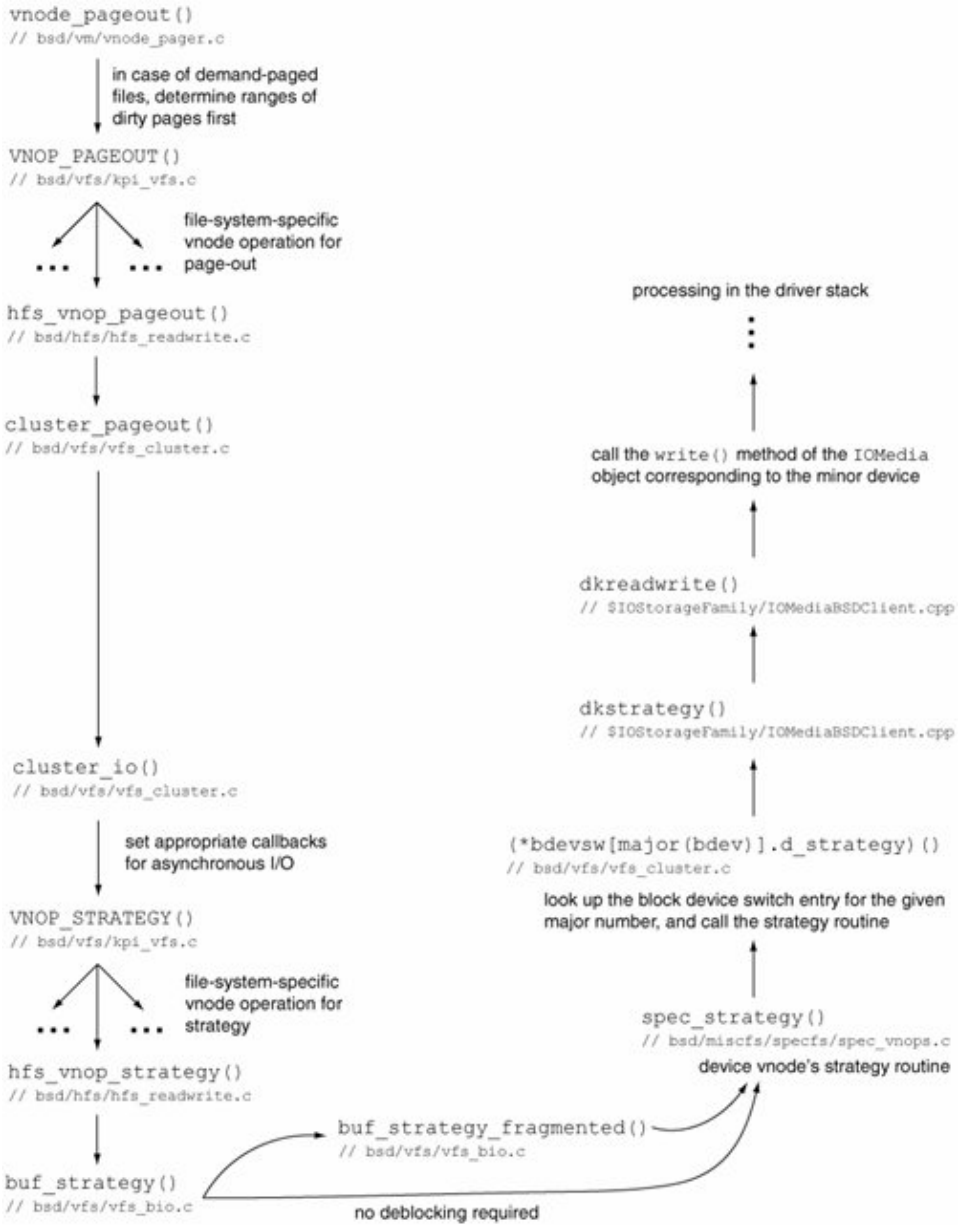 vnode_pageout()
// bsd/vm/vnode_pager.c
in case of demand-paged
files, determine ranges of
dirty pages first
VNOP_PAGEOUT()
// bsd/vfs/kpi_vfs.c
file-system-specific
vnode operation for
page-out
... ...
hfs_vnop_pageout()
// bsd/hfs/hfs_readwrite.c
cluster_pageout()
// bsd/vfs/vfs_cluster.c
cluster_io()
// bsd/vfs/vfs_cluster.c
set appropriate callbacks
for asynchronous I/O
VNOP_STRATEGY()
// bsd/vfs/kpi_vfs.c
file-system-specific
vnode operation for
strategy
... ...
hfs_vnop_strategy()
// bsd/hfs/hfs_readwrite.c
buf_strategy()
// bsd/vfs/vfs_bio.c
buf_strategy_fragmented()
// bsd/vfs/vfs_bio.c
no deblocking required
spec_strategy()
// bsd/miscfs/specfs/spec_vnops.c
device vnode's strategy routine
(*bdevsw[major(bdev)].d_strategy)()
// bsd/vfs/vfs_cluster.c
look up the block device switch entry for the given
major number, and call the strategy routine
dkstrategy()
// $IOStorageFamily/IOMediaBSDClient.cpp
dkreadwrite()
// $IOStorageFamily/IOMediaBSDClient.cpp
call the write() method of the IOMedia
object corresponding to the minor device
processing in the driver stack